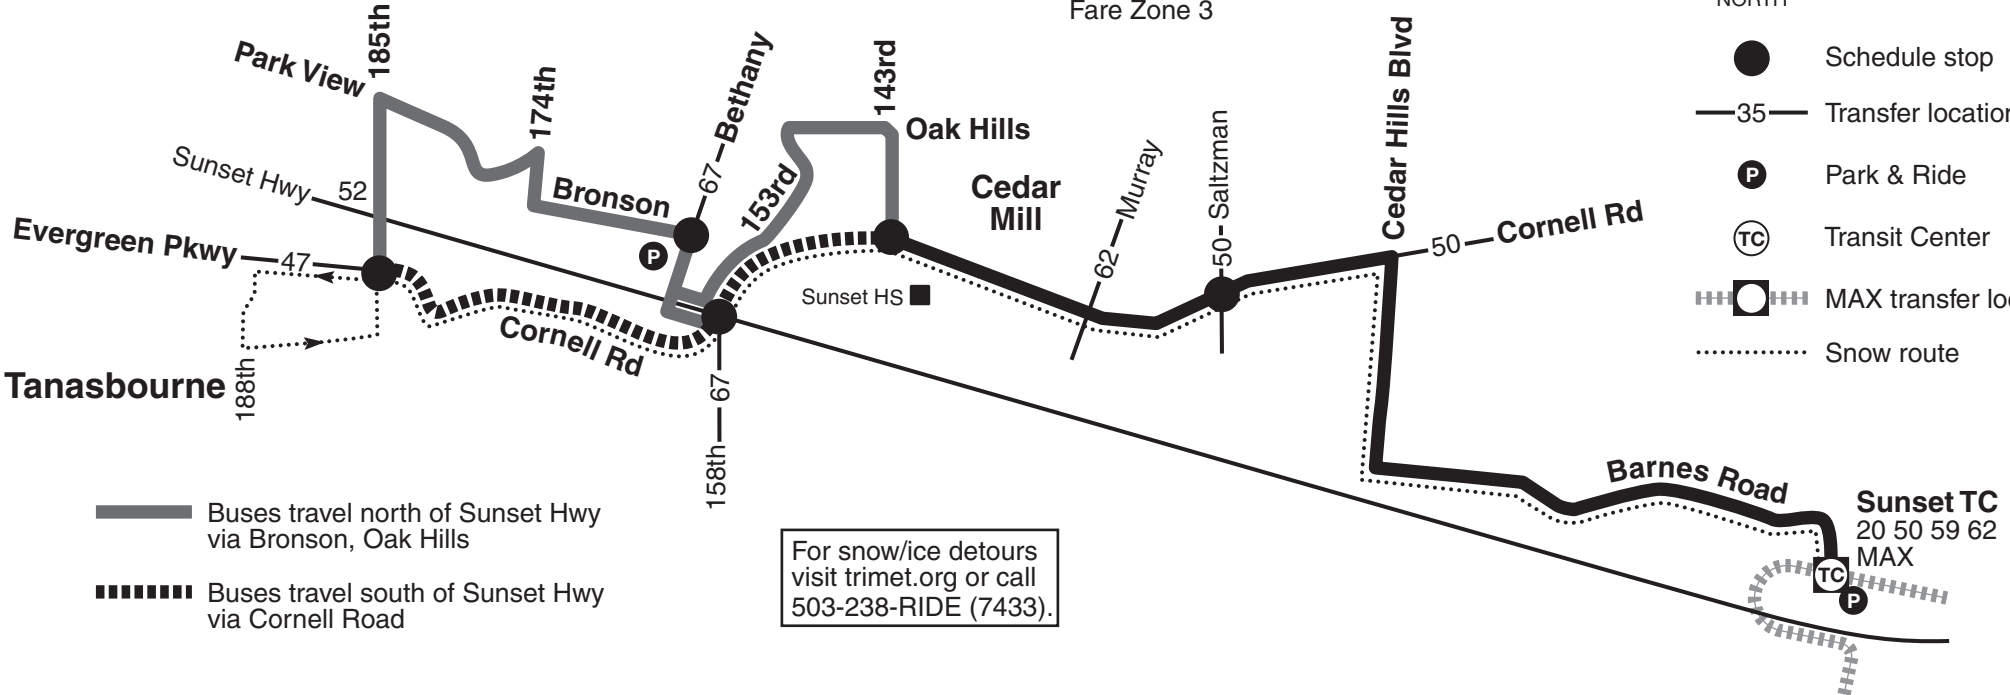 Fare Zone 3
NORTH
185th
Park View
174th
67
Bethany
143rd
Oak Hills
153rd
Bronson
P
Sunset Hwy
52
Evergreen Pkwy
47
Cornell Rd
188th
Tanasbourne
67
158th
Sunset HS
Cedar
Mill
62
Murray
50
Saltzman
Cedar Hills Blvd
50
Cornell Rd
Barnes Road
Sunset TC
20 50 59 62
MAX
TC
P
Schedule stop
35
Transfer location
P
Park & Ride
TC
Transit Center
MAX transfer lo
Snow route
Buses travel north of Sunset Hwy
via Bronson, Oak Hills
Buses travel south of Sunset Hwy
via Cornell Road
For snow/ice detours
visit trimet.org or call
503-238-RIDE (7433).